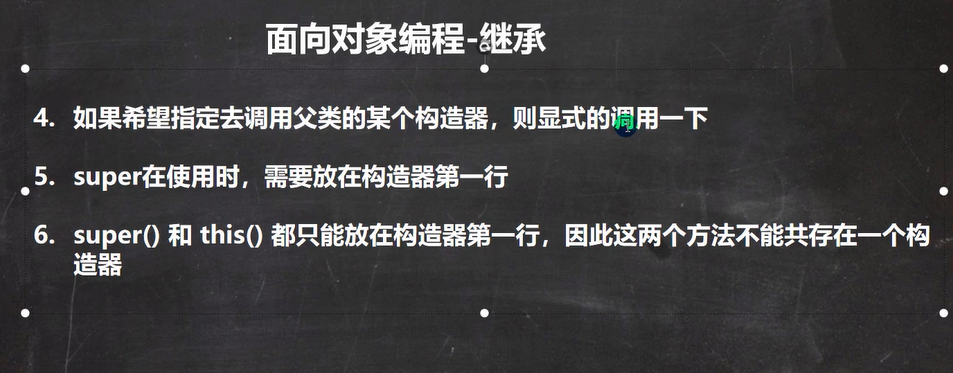 面向对象编程-继承
4. 如果希望指定去调用父类的某个构造器，则显式的调用一下
5. super在使用时，需要放在构造器第一行
6. super() 和 this() 都只能放在构造器第一行，因此这两个方法不能共存在一个构
造器